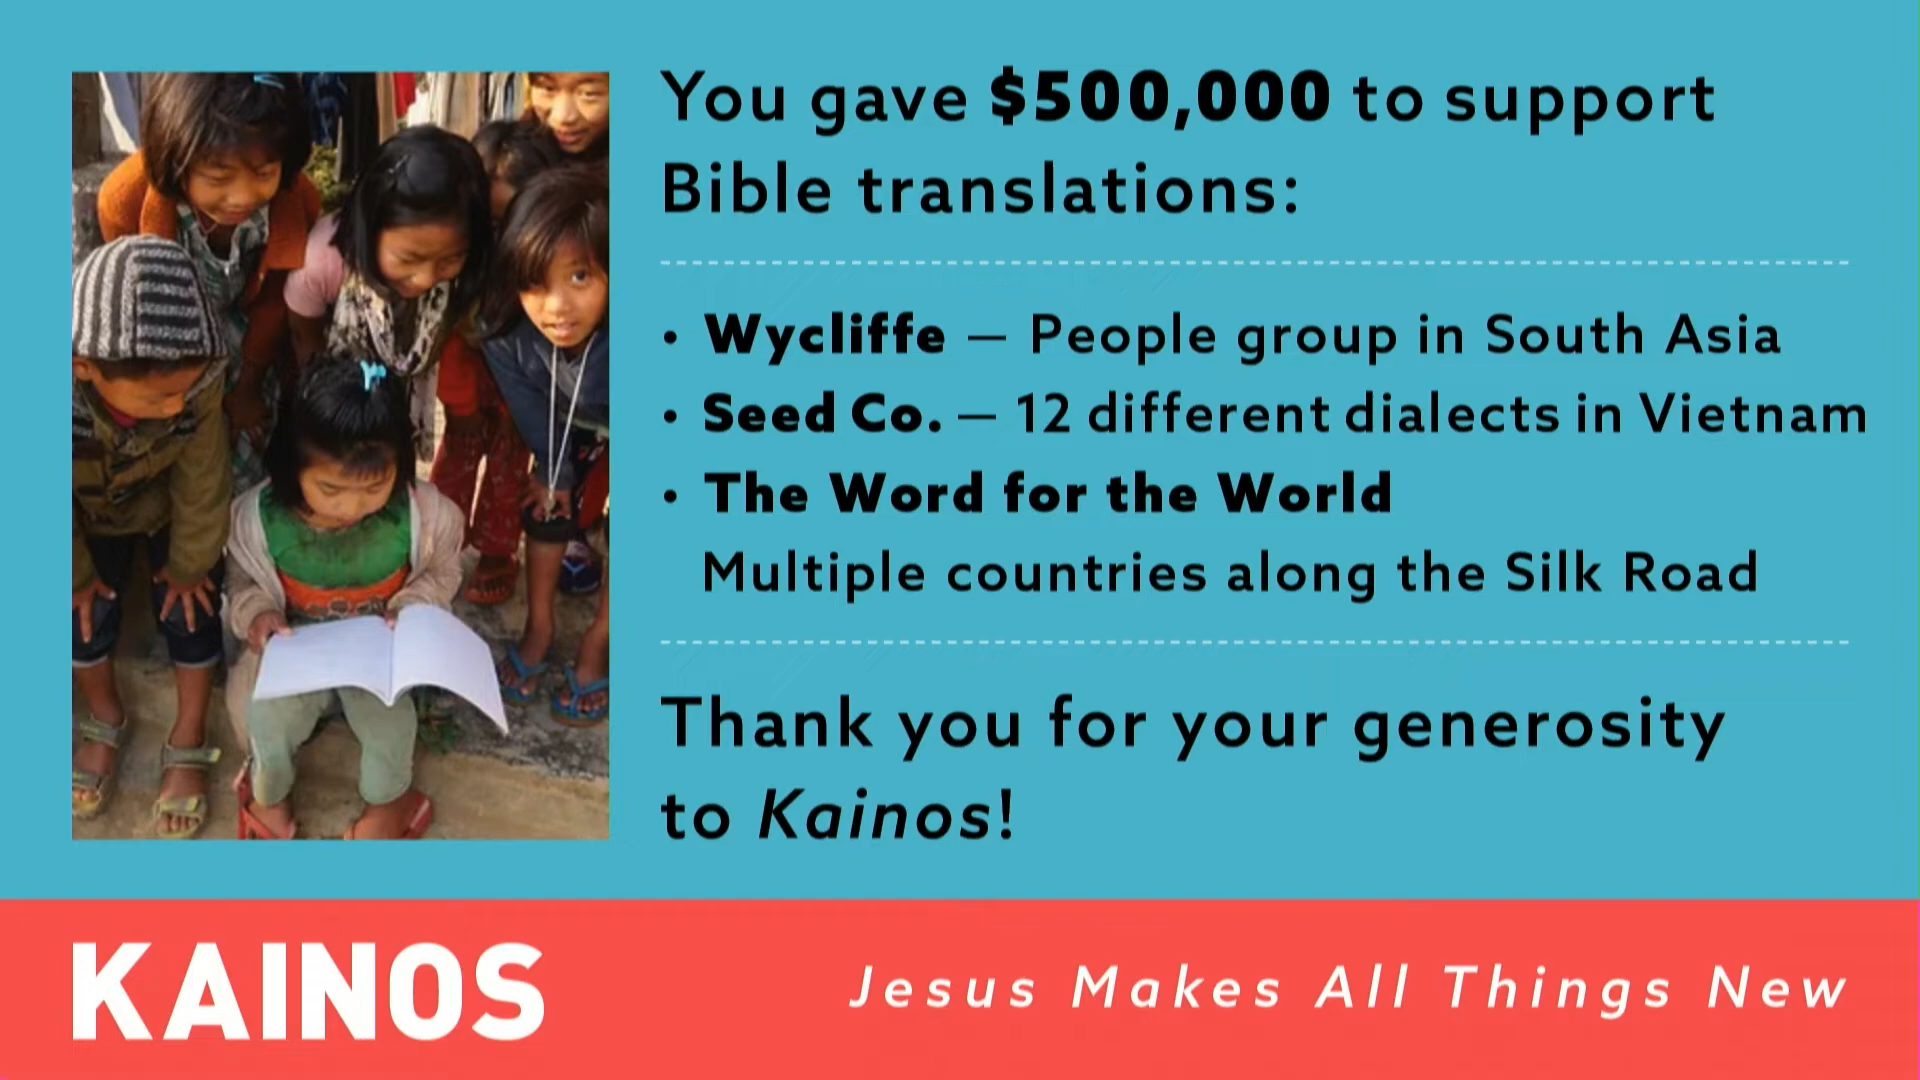 You gave $500,000 to support
Bible translations:
• Wycliffe — People group in South Asia
• Seed Co. — 12 different dialects in Vietnam
• The Word for the World
Multiple countries along the Silk Road
Thank you for your generosity
to Kainos!
KAINOS
Jesus Makes All Things New